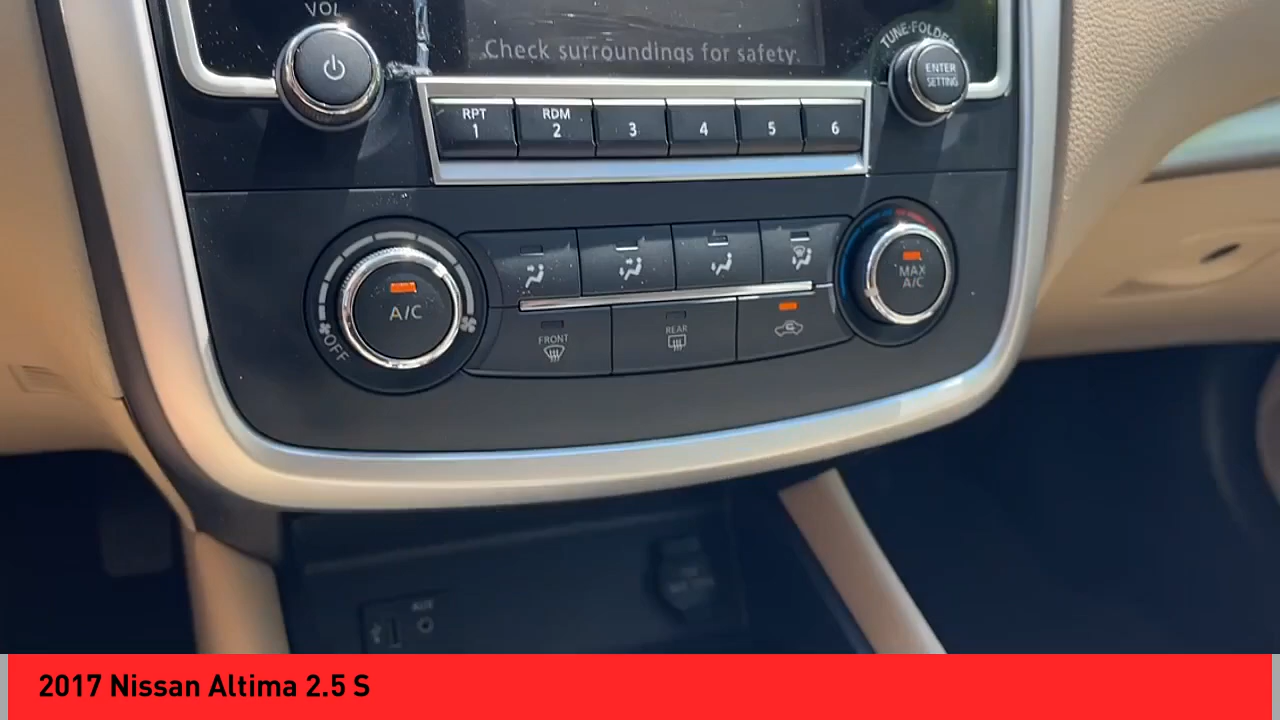 VOL
TUNE·FOLDER
Check surroundings for safety.
ENTER
SETTING
RPT
1
RDM
2
3
4
5
6
A/C
OFF
MAX
A/C
FRONT
REAR
AUX
2017 Nissan Altima 2.5 S